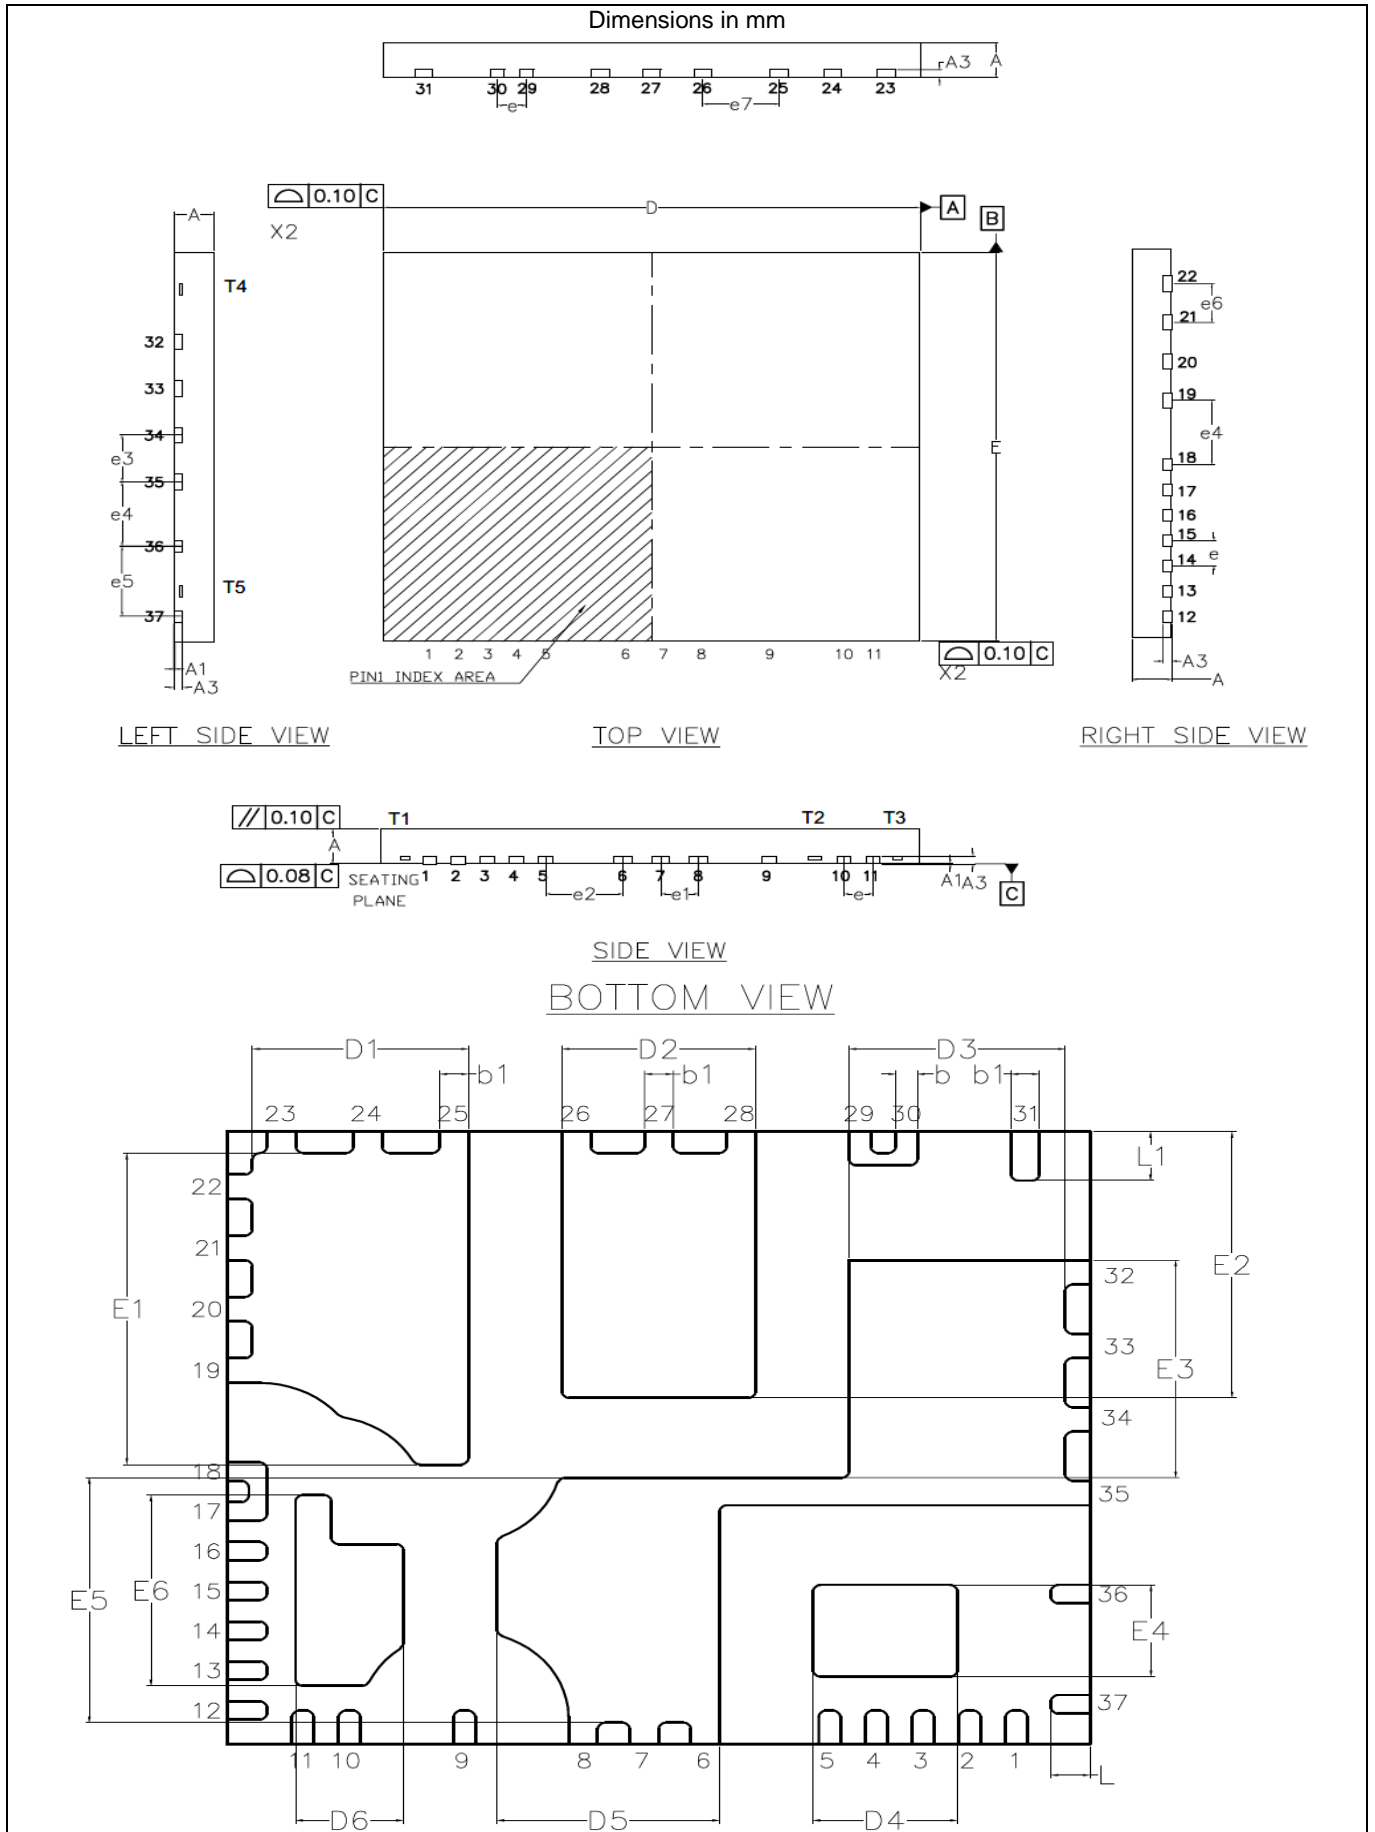 Dimensions in mm
A3 A
31 30 29 28 27 26 25 24 23
e e7
⌓ 0.10 C
X2
A D A B
T4
32
33
34
e3
35
e4
36
e5
T5
37
A1
A3
E
1 2 3 4 5 6 7 8 9 10 11
PIN1 INDEX AREA
⌓ 0.10 C
X2
22
e6
21
20
19
e4
18
17
16
15
e
14
13
12
A3
A
LEFT SIDE VIEW TOP VIEW RIGHT SIDE VIEW
// 0.10 C T1 T2 T3
A
⌓ 0.08 C SEATING PLANE 1 2 3 4 5 6 7 8 9 10 11 A1 A3
e2 e1 e C
SIDE VIEW
BOTTOM VIEW
D1 D2 D3
b1 b1 b b1
23 24 25 26 27 28 29 30 31
L1
22
E2
21 32
E1 20 33
E3
19 34
18 35
17
16
E5 E6 15 36
14 E4
13
12 37
11 10 9 8 7 6 5 4 3 2 1
L
D6 D5 D4